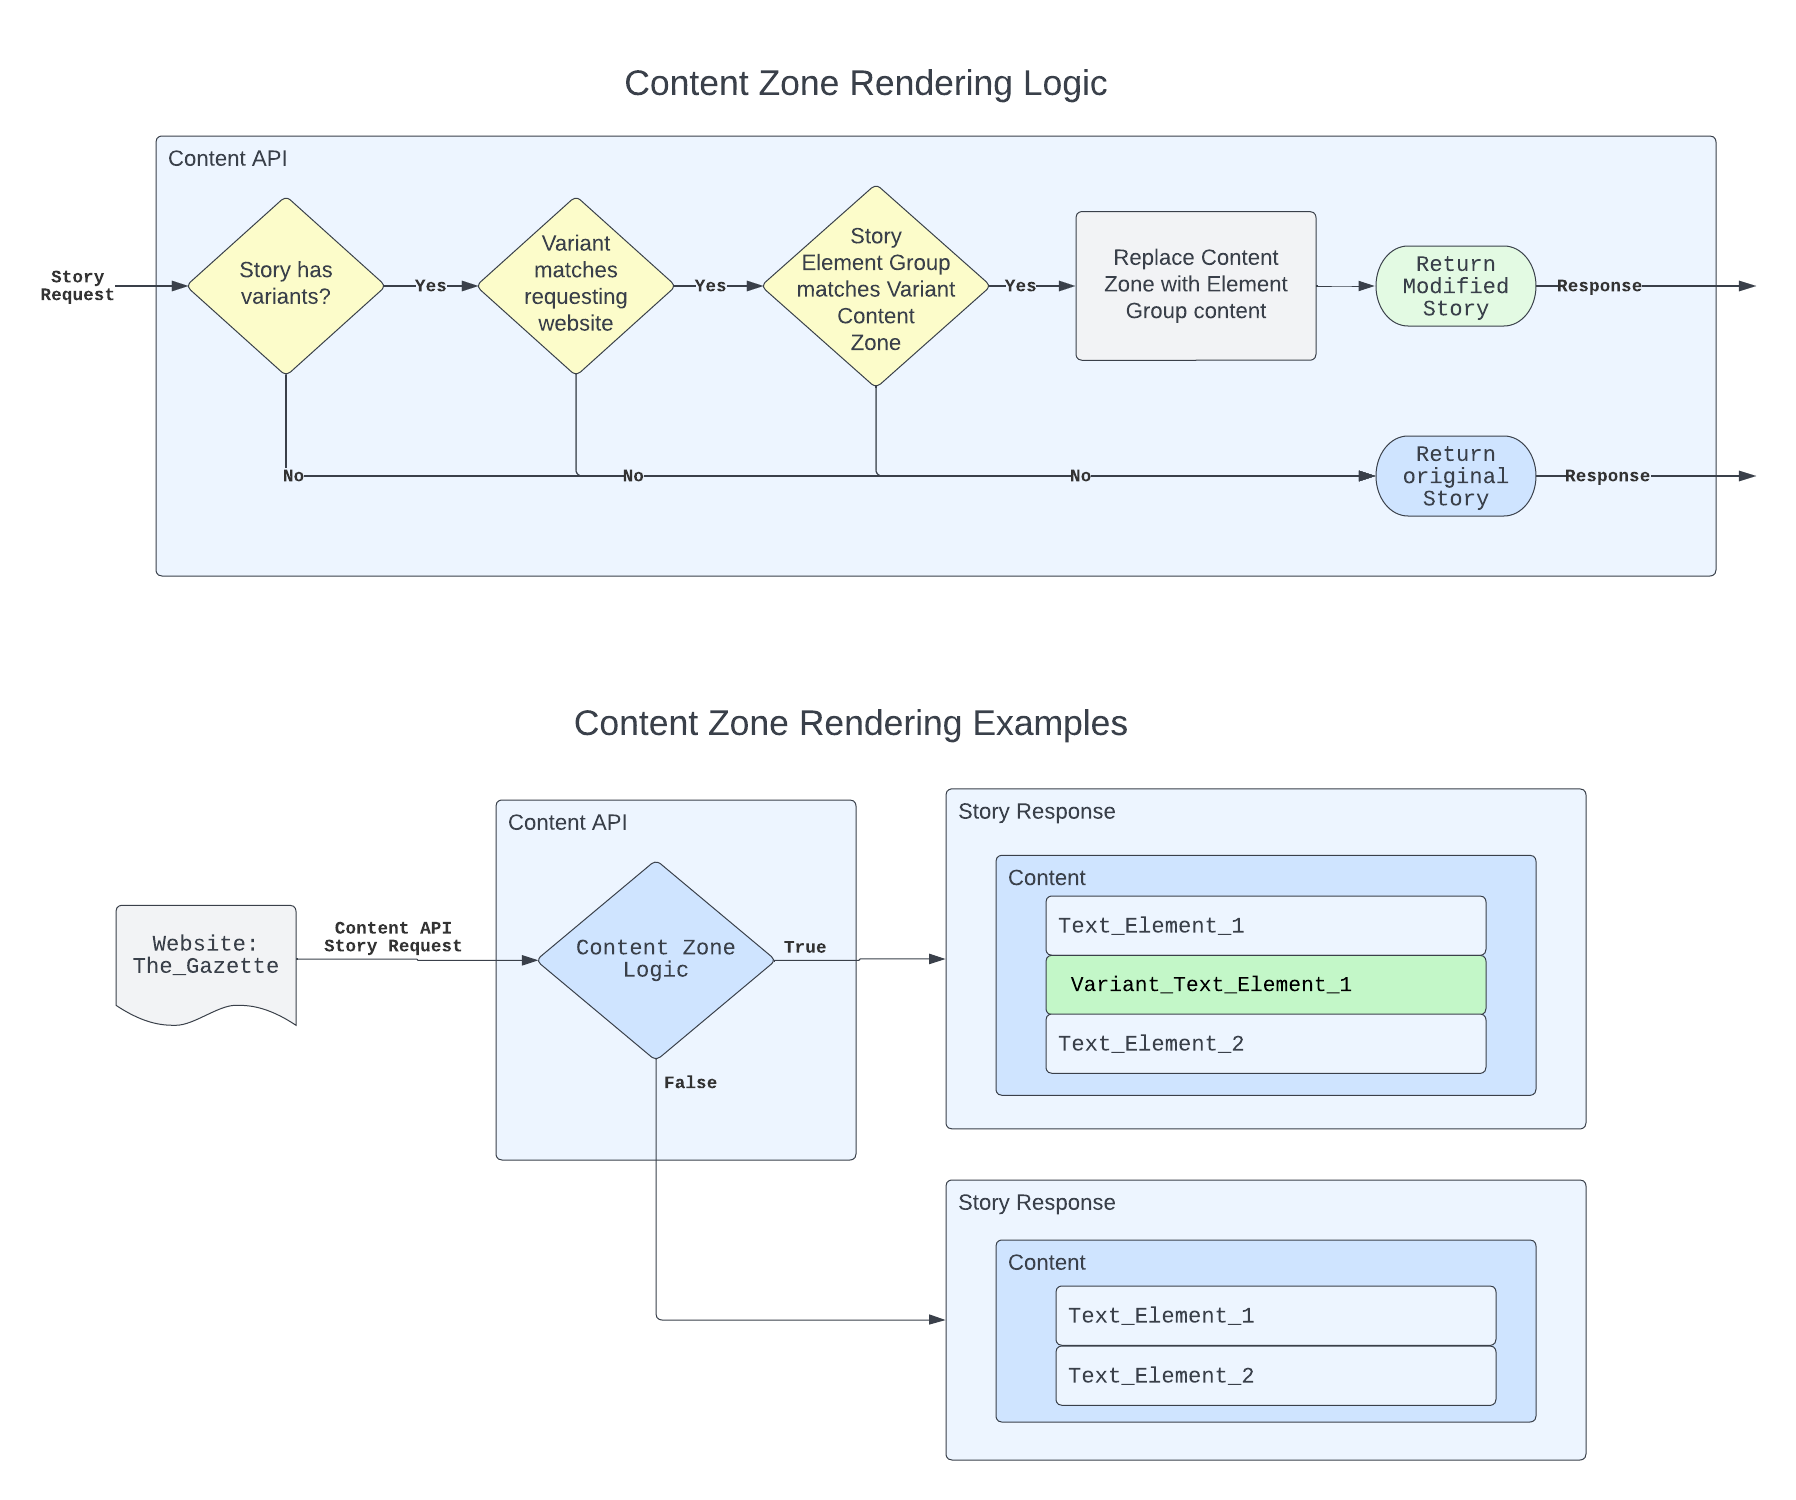 Content Zone Rendering Logic
Content API
Story
Request
Story has
variants?
Yes
Variant
matches
requesting
website
Yes
Story
Element Group
matches Variant
Content
Zone
Yes
Replace Content
Zone with Element
Group content
Return
Modified
Story
Response
No
No
No
Return
original
Story
Response
Content Zone Rendering Examples
Website:
The_Gazette
Content API
Story Request
Content API
Content Zone
Logic
True
False
Story Response
Content
Text_Element_1
Variant_Text_Element_1
Text_Element_2
Story Response
Content
Text_Element_1
Text_Element_2